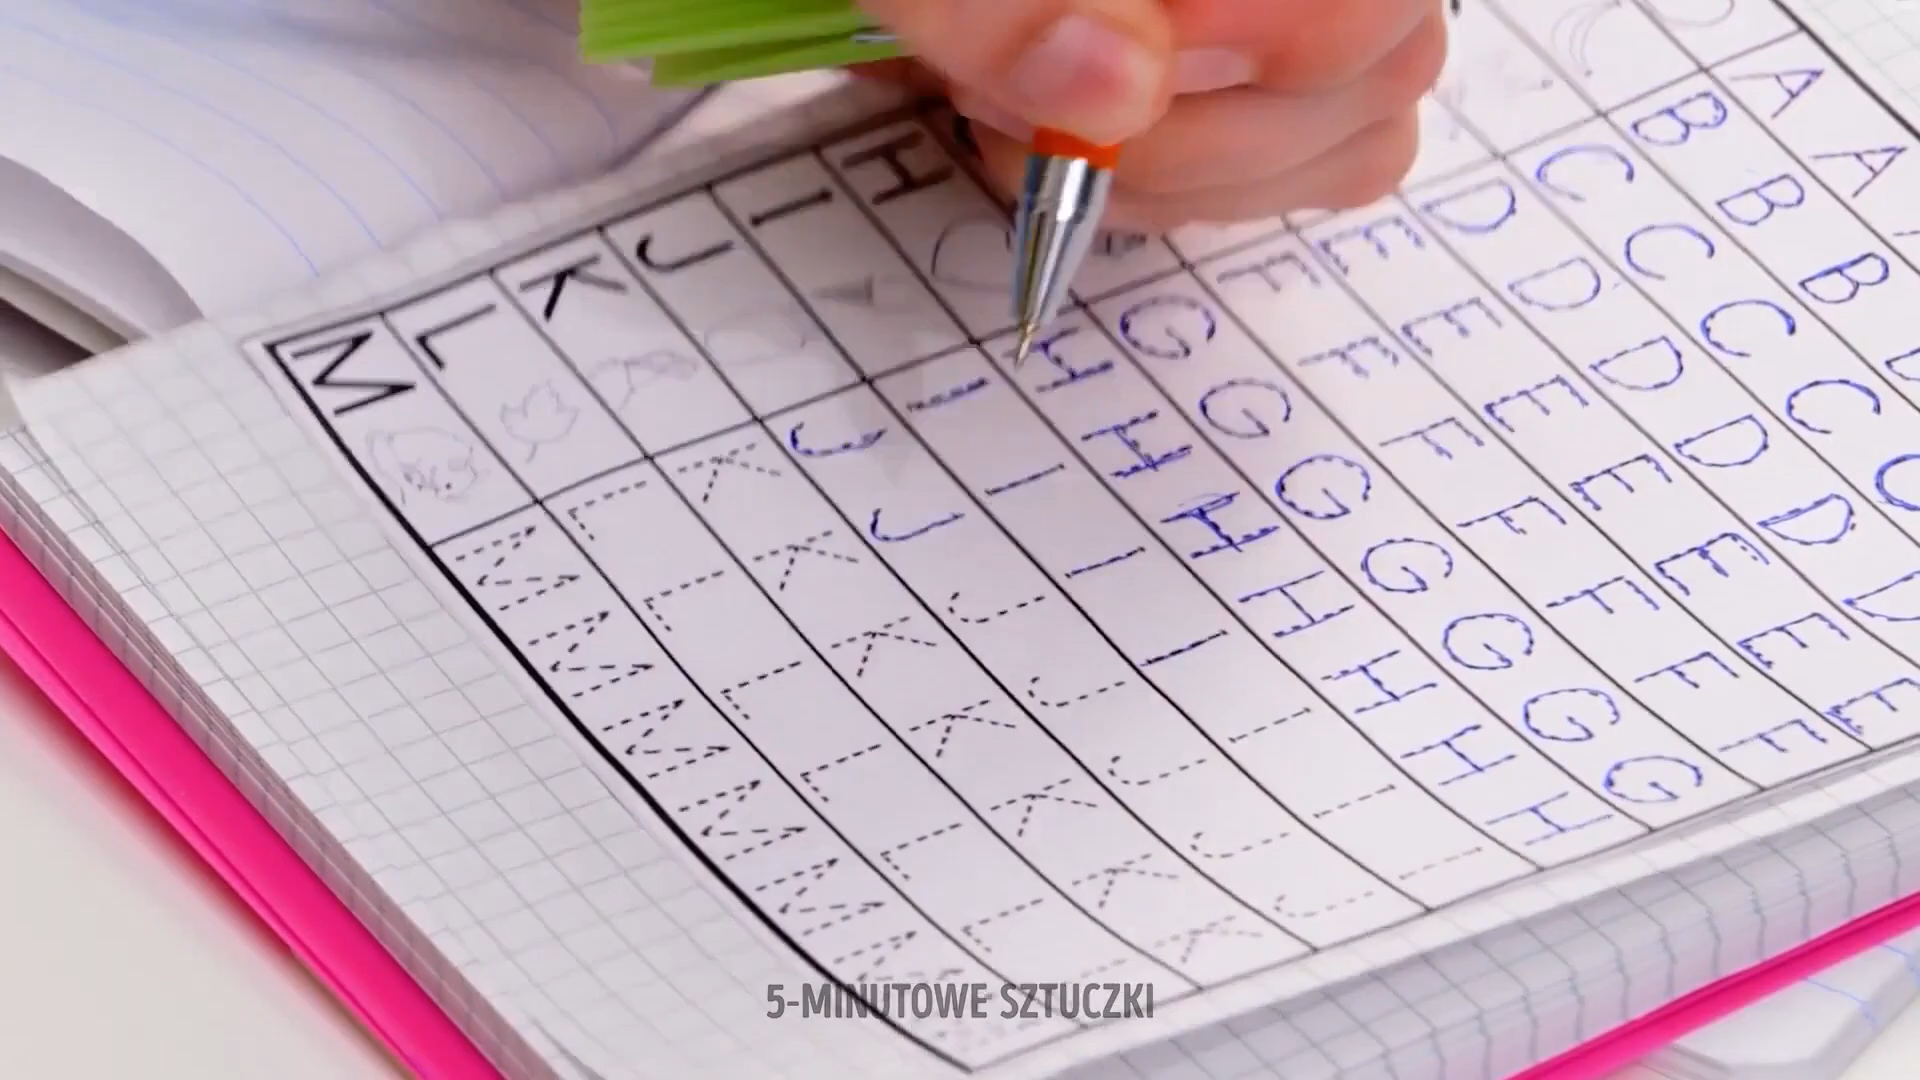 A A A
B B B B
C C C C C
D D D D D D
E E E E E E E
F F F F F F F
G G G G G G G
H H H H H H H H
I I I I I I I I
J J J J J J J J
K K K K K K K K
L L L L L L L
M M M M M M M
5-MINUTOWE SZTUCZKI